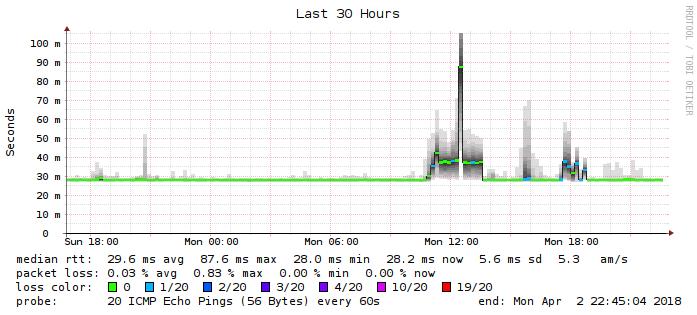 Last 30 Hours
RRDTOOL / TOBI OETIKER
Seconds
100 m
90 m
80 m
70 m
60 m
50 m
40 m
30 m
20 m
10 m
0
Sun 18:00 Mon 00:00 Mon 06:00 Mon 12:00 Mon 18:00
median rtt: 29.6 ms avg 87.6 ms max 28.0 ms min 28.2 ms now 5.6 ms sd 5.3 am/s
packet loss: 0.03 % avg 0.83 % max 0.00 % min 0.00 % now
loss color: 0 1/20 2/20 3/20 4/20 10/20 19/20
probe: 20 ICMP Echo Pings (56 Bytes) every 60s end: Mon Apr 2 22:45:04 2018